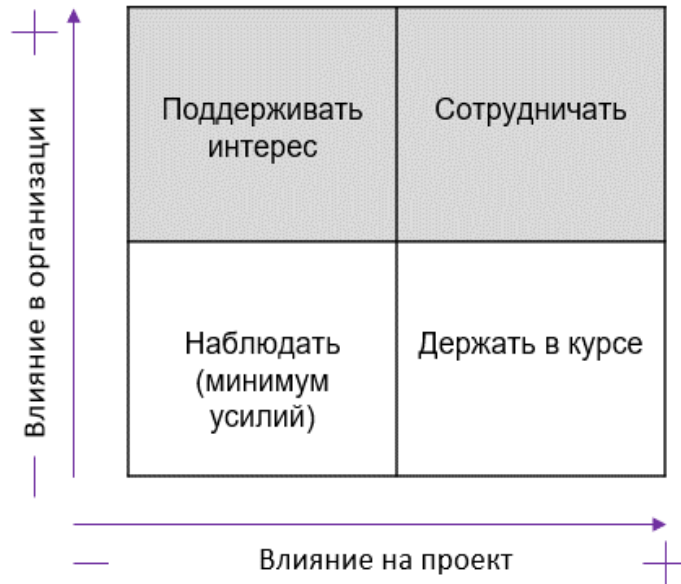 Поддерживать
интерес
Сотрудничать
Наблюдать
(минимум
усилий)
Держать в курсе
Влияние в организации
Влияние на проект